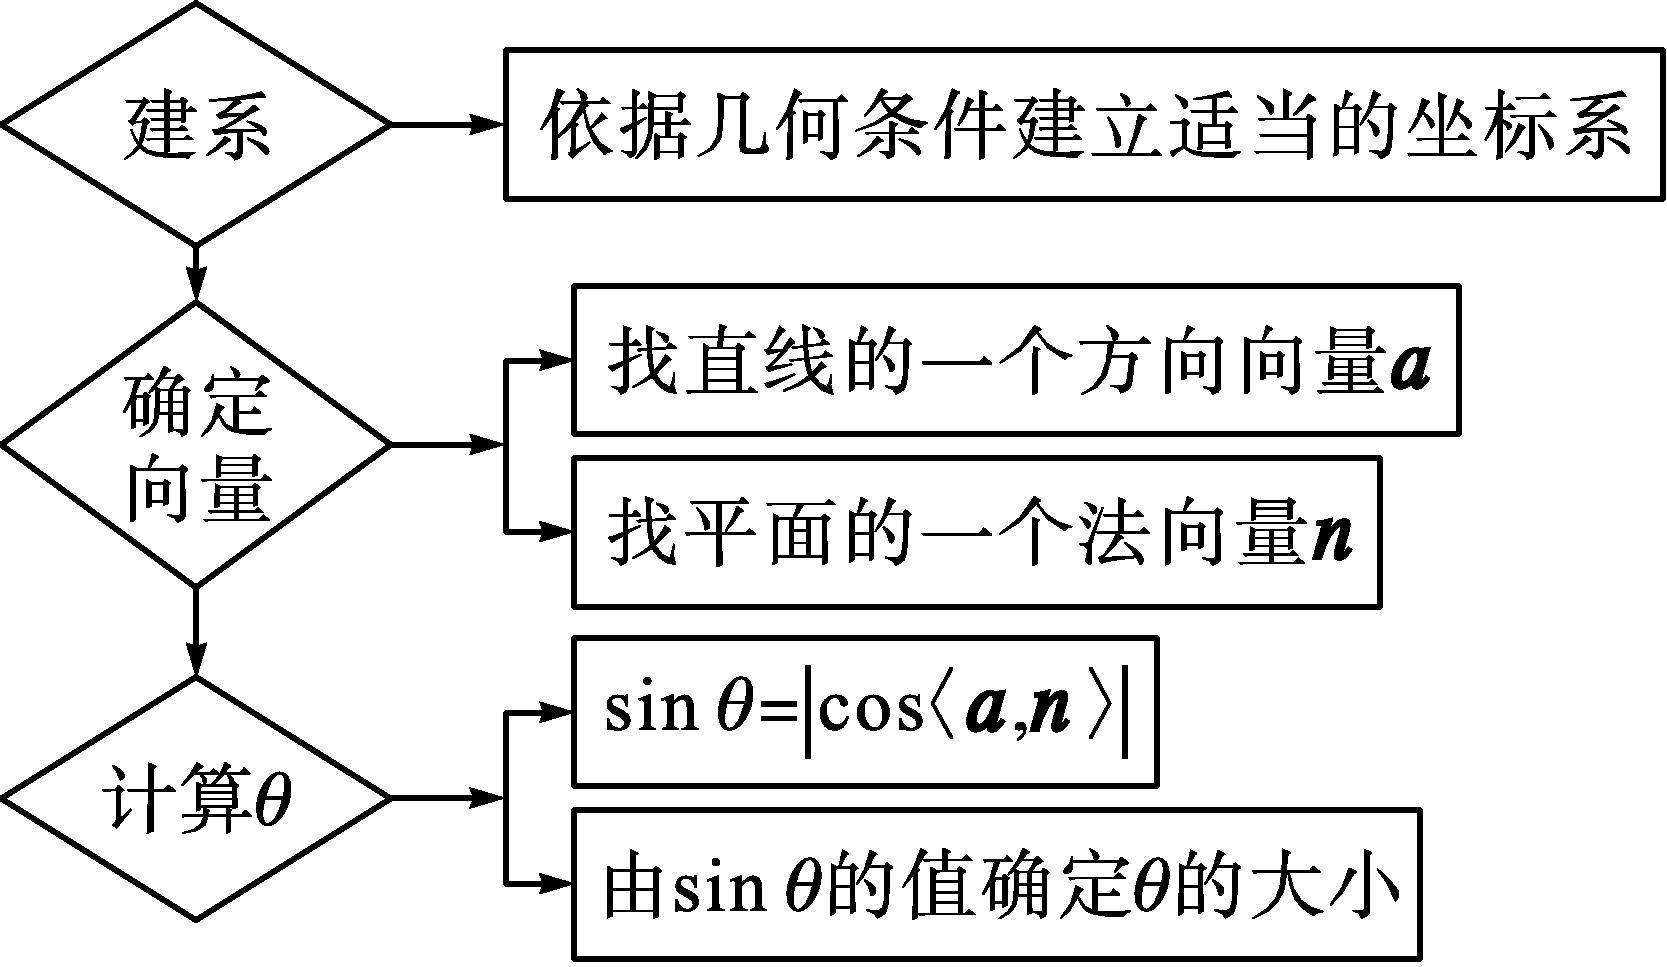 建系
依据几何条件建立适当的坐标系
确定
向量
找直线的一个方向向量a
找平面的一个法向量n
计算θ
sin θ=|cos〈a,n〉|
由sin θ的值确定θ的大小